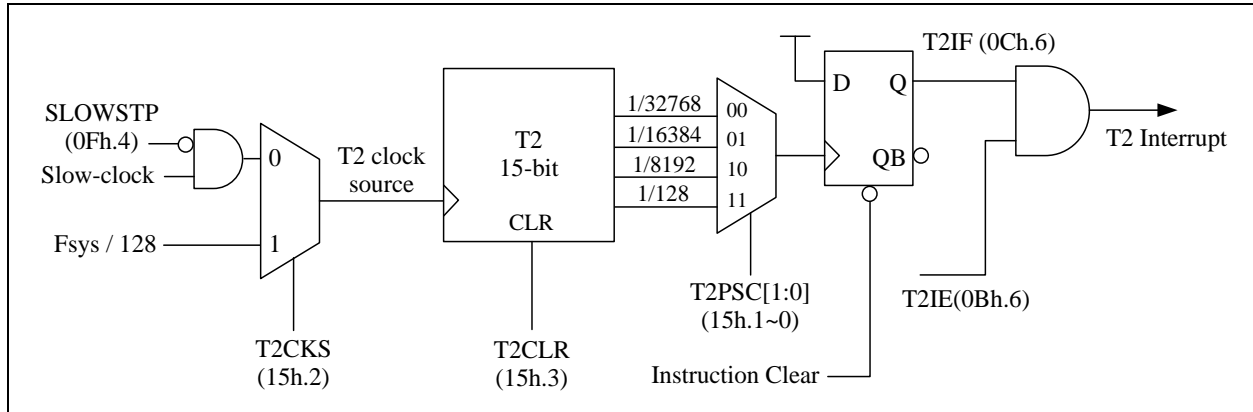 SLOWSTP
(0Fh.4)
Slow-clock
Fsys / 128
0
1
T2CKS
(15h.2)
T2 clock
source
T2
15-bit
CLR
T2CLR
(15h.3)
1/32768
1/16384
1/8192
1/128
00
01
10
11
T2PSC[1:0]
(15h.1~0)
D
Q
QB
Instruction Clear
T2IF (0Ch.6)
T2IE(0Bh.6)
T2 Interrupt